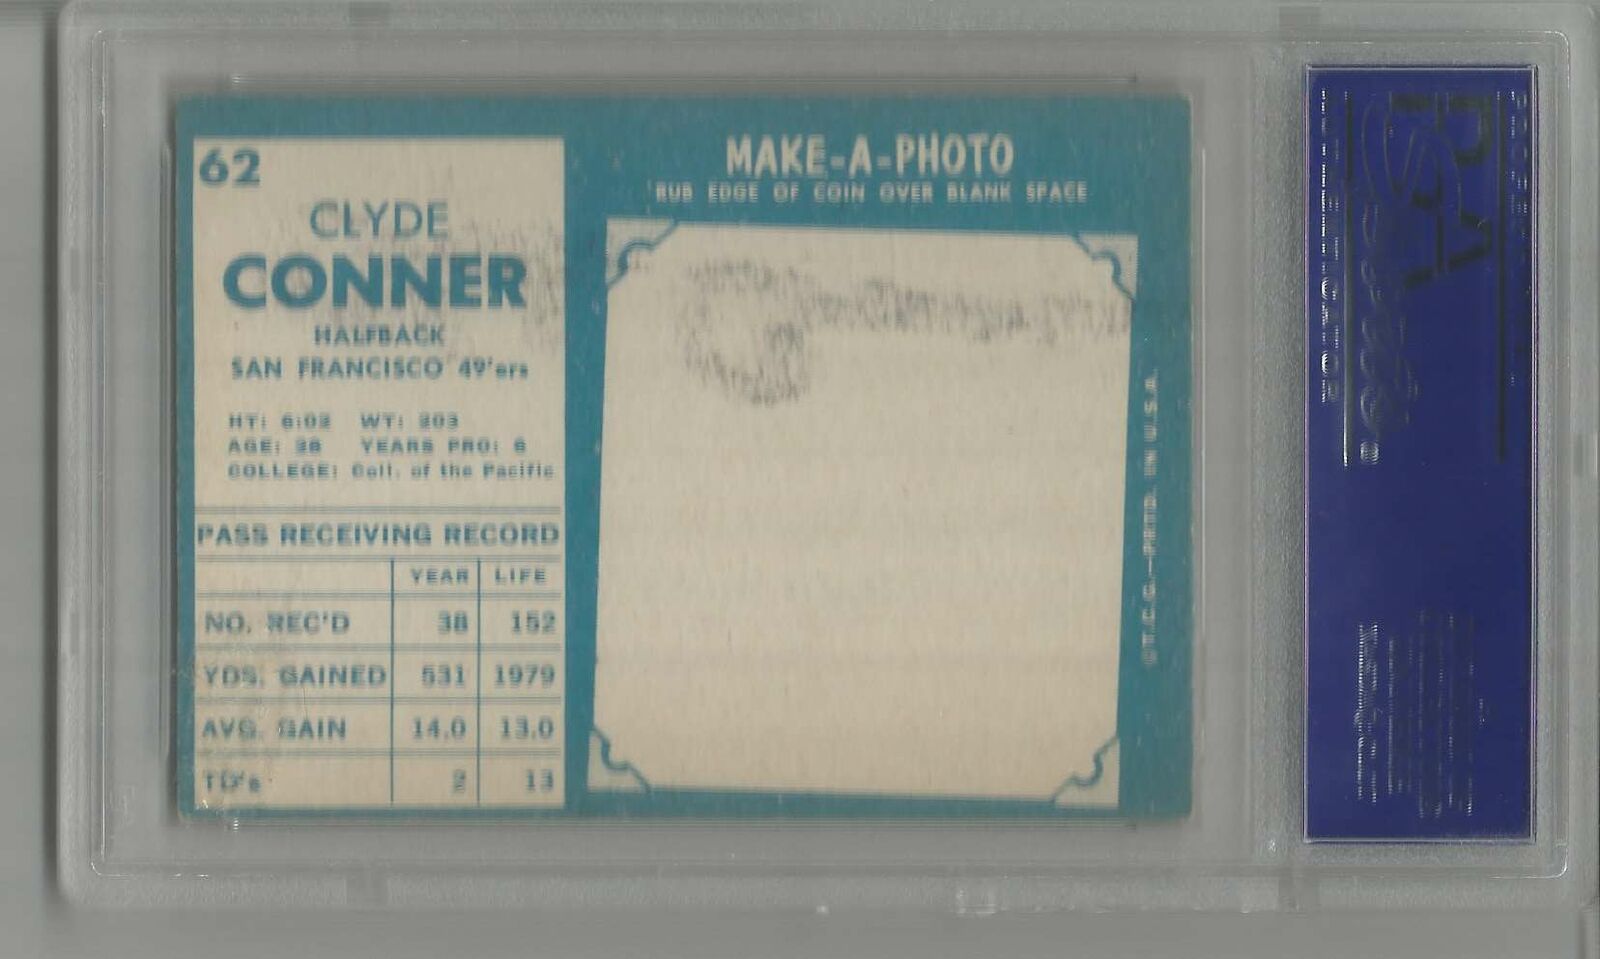 62
CLYDE
CONNER
HALFBACK
SAN FRANCISCO 49'ers
HT: 6:02 WT: 203
AGE: 28 YEARS PRO: 6
COLLEGE: Coll. of the Pacific
PASS RECEIVING RECORD
YEAR LIFE
NO. REC'D 38 152
YDS. GAINED 531 1979
AVG. GAIN 14.0 13.0
TD's 2 13
MAKE-A-PHOTO
RUB EDGE OF COIN OVER BLANK SPACE
©T.C.G.—PRTD. IN U.S.A.
PSA